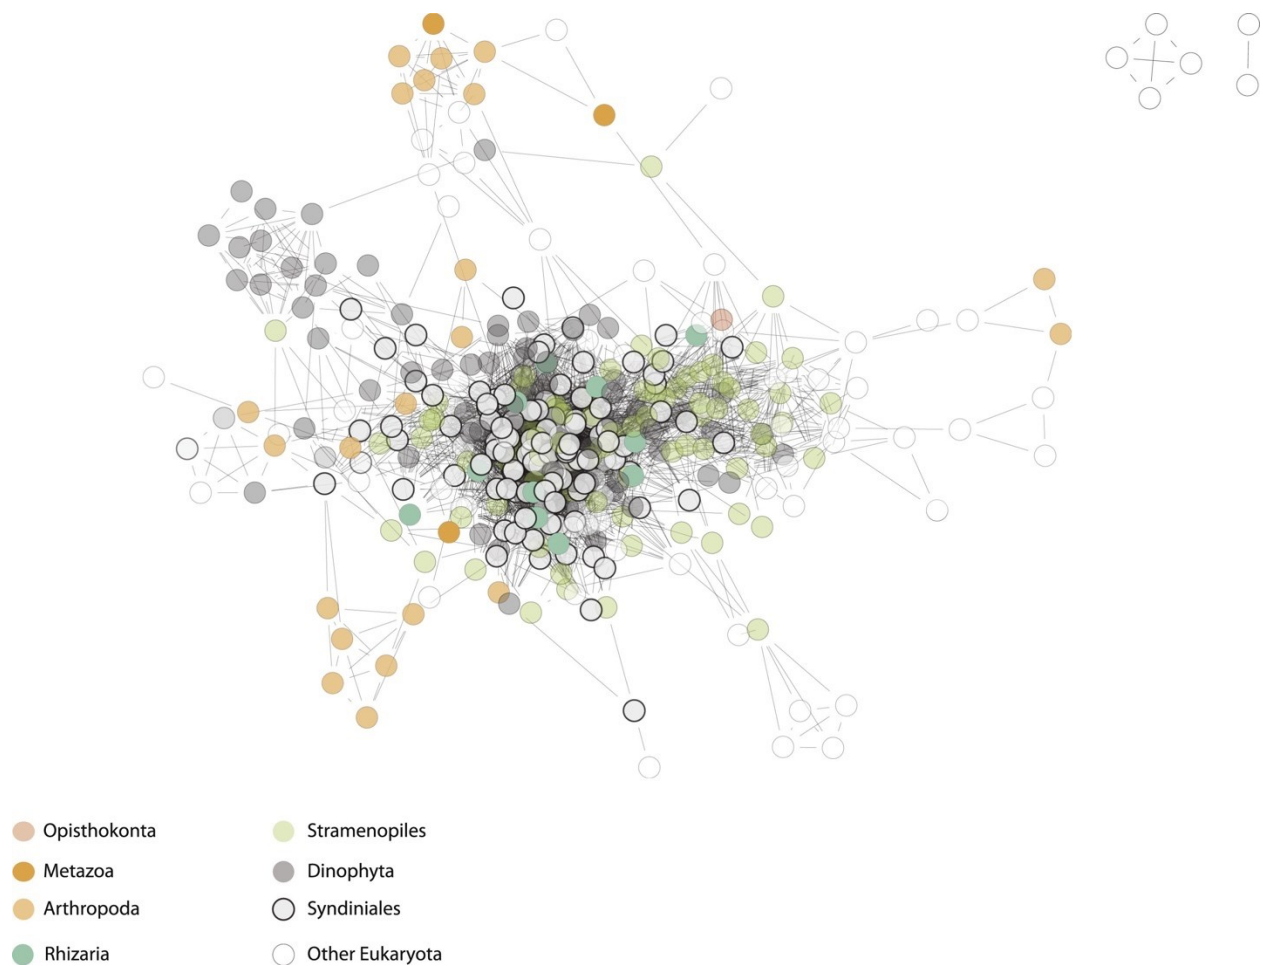 Opisthokonta
Metazoa
Arthropoda
Rhizaria
Stramenopiles
Dinophyta
Syndiniales
Other Eukaryota